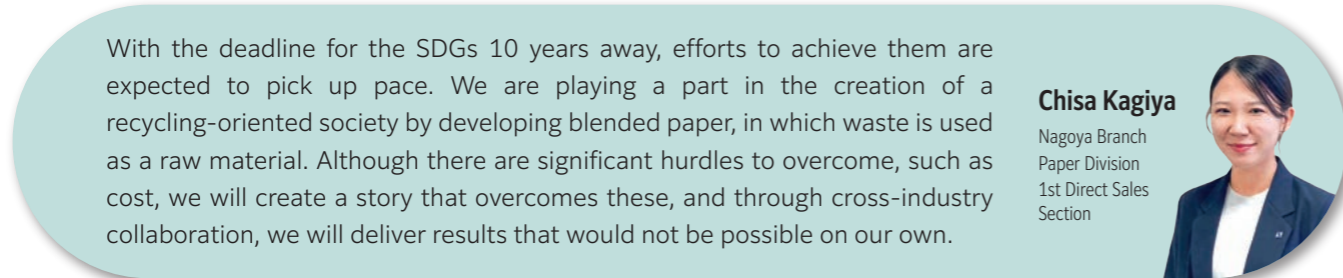 With the deadline for the SDGs 10 years away, efforts to achieve them are
expected to pick up pace. We are playing a part in the creation of a
recycling-oriented society by developing blended paper, in which waste is used
as a raw material. Although there are significant hurdles to overcome, such as
cost, we will create a story that overcomes these, and through cross-industry
collaboration, we will deliver results that would not be possible on our own.
Chisa Kagiya
Nagoya Branch
Paper Division
1st Direct Sales
Section